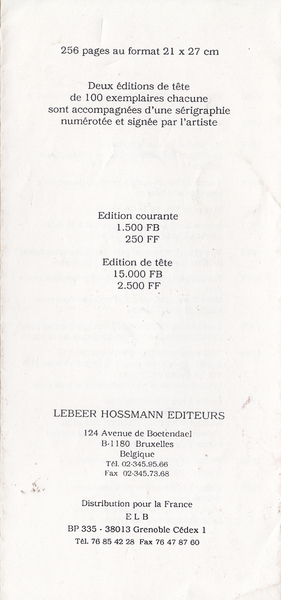 256 pages au format 21 x 27 cm
Deux éditions de tête
de 100 exemplaires chacune
sont accompagnées d'une sérigraphie
numérotée et signée par l'artiste
Edition courante
1.500 FB
250 FF
Edition de tête
15.000 FB
2.500 FF
LEBEER HOSSMANN EDITEURS
124 Avenue de Boetendael
B-1180 Bruxelles
Belgique
Tél. 02-345.95.66
Fax 02-345.73.68
Distribution pour la France
E L B
BP 335 - 38013 Grenoble Cédex 1
Tél. 76 85 42 28 Fax 76 47 87 60